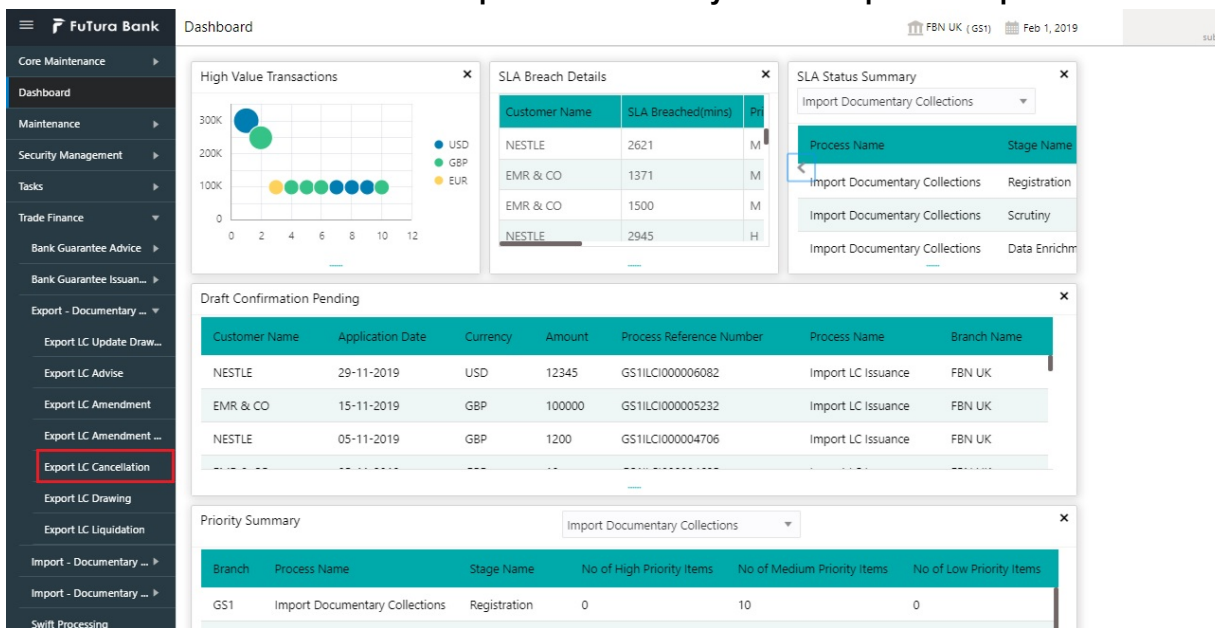 FuTura Bank
Dashboard
FBN UK (GS1)
Feb 1, 2019
Core Maintenance
Dashboard
Maintenance
Security Management
Tasks
Trade Finance
Bank Guarantee Advice
Bank Guarantee Issuan...
Export - Documentary ...
Export LC Update Draw...
Export LC Advise
Export LC Amendment
Export LC Amendment ...
Export LC Cancellation
Export LC Drawing
Export LC Liquidation
Import - Documentary ...
Import - Documentary ...
Swift Processing
High Value Transactions
300K
200K
100K
0
0 2 4 6 8 10 12
USD
GBP
EUR
SLA Breach Details
Customer Name SLA Breached(mins) Pri
NESTLE 2621 M
EMR & CO 1371 M
EMR & CO 1500 M
NESTLE 2945 H
SLA Status Summary
Import Documentary Collections
Process Name Stage Name
Import Documentary Collections Registration
Import Documentary Collections Scrutiny
Import Documentary Collections Data Enrichm
Draft Confirmation Pending
Customer Name Application Date Currency Amount Process Reference Number Process Name Branch Name
NESTLE 29-11-2019 USD 12345 GS1ILCI000006082 Import LC Issuance FBN UK
EMR & CO 15-11-2019 GBP 100000 GS1ILCI000005232 Import LC Issuance FBN UK
NESTLE 05-11-2019 GBP 1200 GS1ILCI000004706 Import LC Issuance FBN UK
Priority Summary
Import Documentary Collections
Branch Process Name Stage Name No of High Priority Items No of Medium Priority Items No of Low Priority Items
GS1 Import Documentary Collections Registration 0 10 0